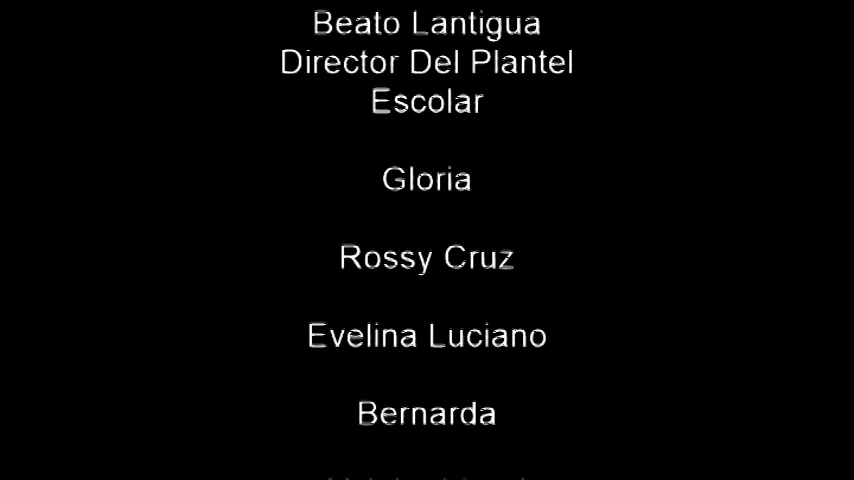 Beato Lantigua
Director Del Plantel
Escolar
Gloria
Rossy Cruz
Evelina Luciano
Bernarda